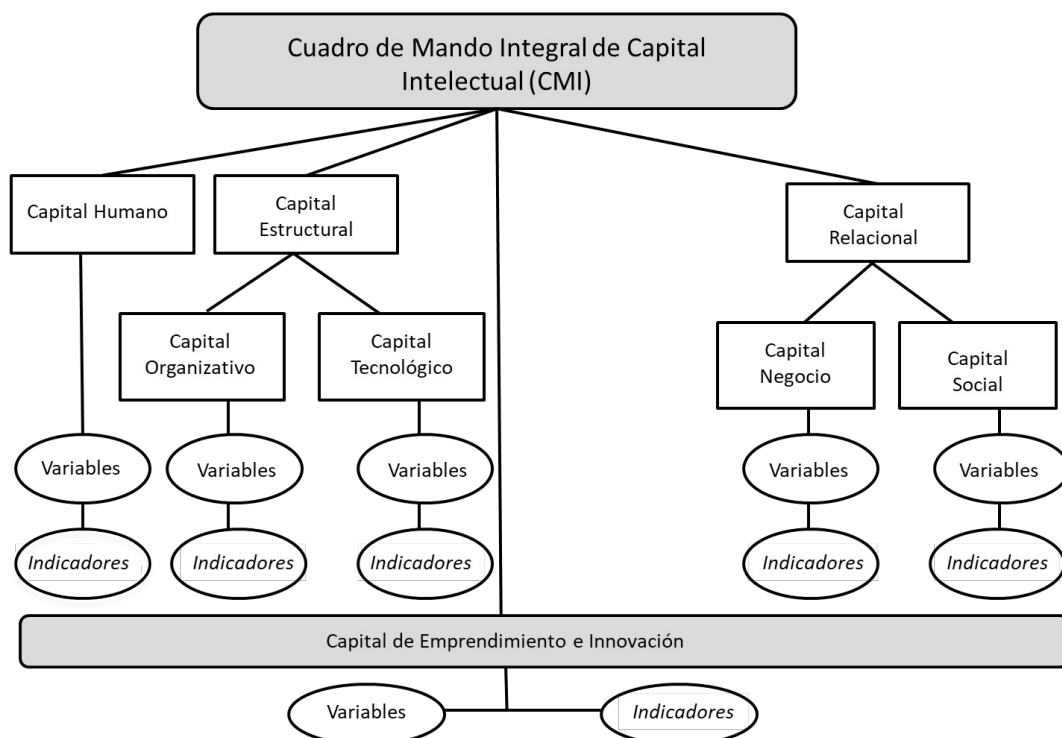 Cuadro de Mando Integral de Capital
Intelectual (CMI)
Capital Humano
Capital
Estructural
Capital
Relacional
Capital
Organizativo
Capital
Tecnológico
Capital
Negocio
Capital
Social
Variables
Variables
Variables
Variables
Variables
Indicadores
Indicadores
Indicadores
Indicadores
Indicadores
Capital de Emprendimiento e Innovación
Variables
Indicadores